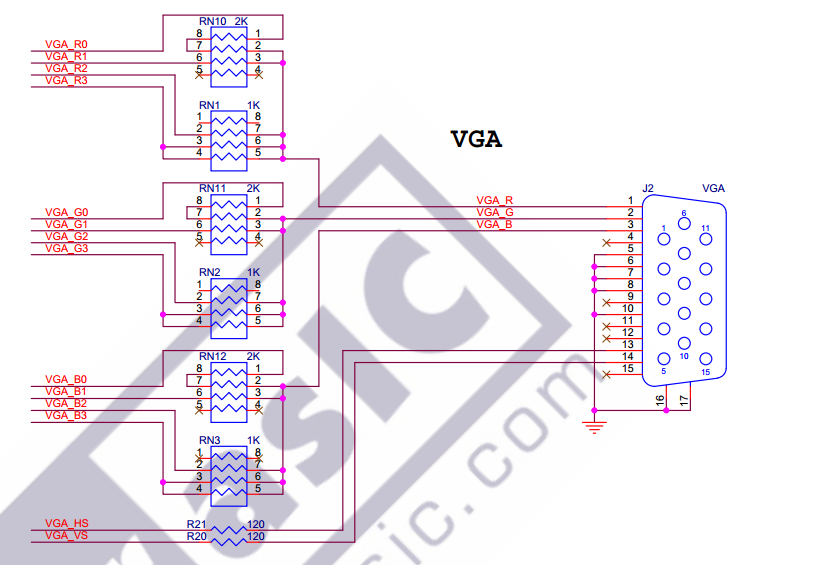 RN10 2K
8 1
VGA_R0 7 2
VGA_R1 6 3
VGA_R2 5 4
VGA_R3
RN1 1K
1 8
2 7
3 6
4 5
VGA
RN11 2K
8 1
VGA_G0 7 2
VGA_G1 6 3
VGA_G2 5 4
VGA_G3
RN2 1K
1 8
2 7
3 6
4 5
RN12 2K
8 1
VGA_B0 7 2
VGA_B1 6 3
VGA_B2 5 4
VGA_B3
RN3 1K
1 8
2 7
3 6
4 5
VGA_HS R21 120
VGA_VS R20 120
J2 VGA
VGA_R 1
VGA_G 2
VGA_B 3
4
5
6
7
8
9
10
11
12
13
14
15
6
1 11
10
5 15
16 17
asic
sic.com